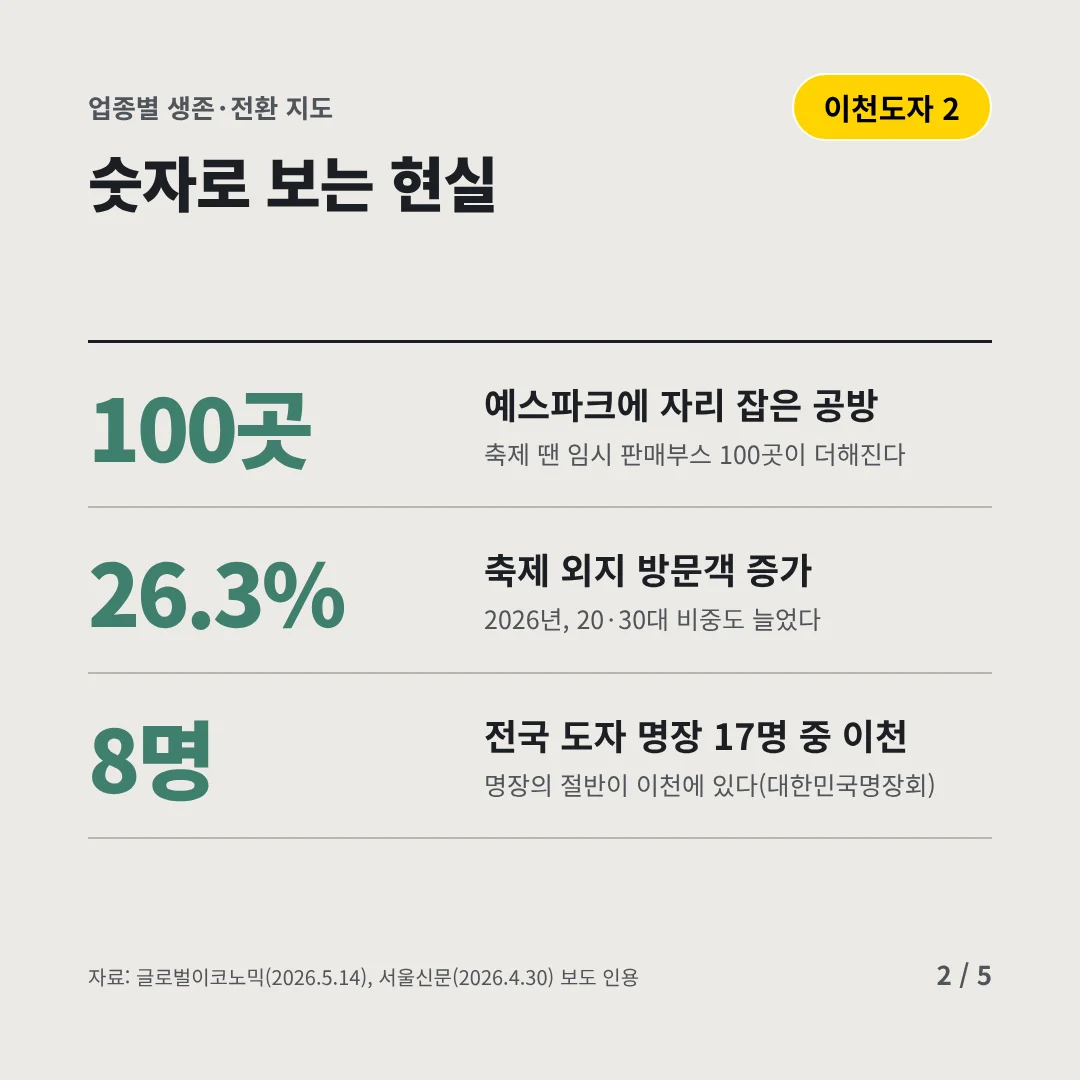 업종별 생존·전환 지도
이천도자 2
숫자로 보는 현실
100곳
예스파크에 자리 잡은 공방
축제 땐 임시 판매부스 100곳이 더해진다
26.3%
축제 외지 방문객 증가
2026년, 20·30대 비중도 늘었다
8명
전국 도자 명장 17명 중 이천
명장의 절반이 이천에 있다(대한민국명장회)
자료: 글로벌이코노믹(2026.5.14), 서울신문(2026.4.30) 보도 인용
2 / 5